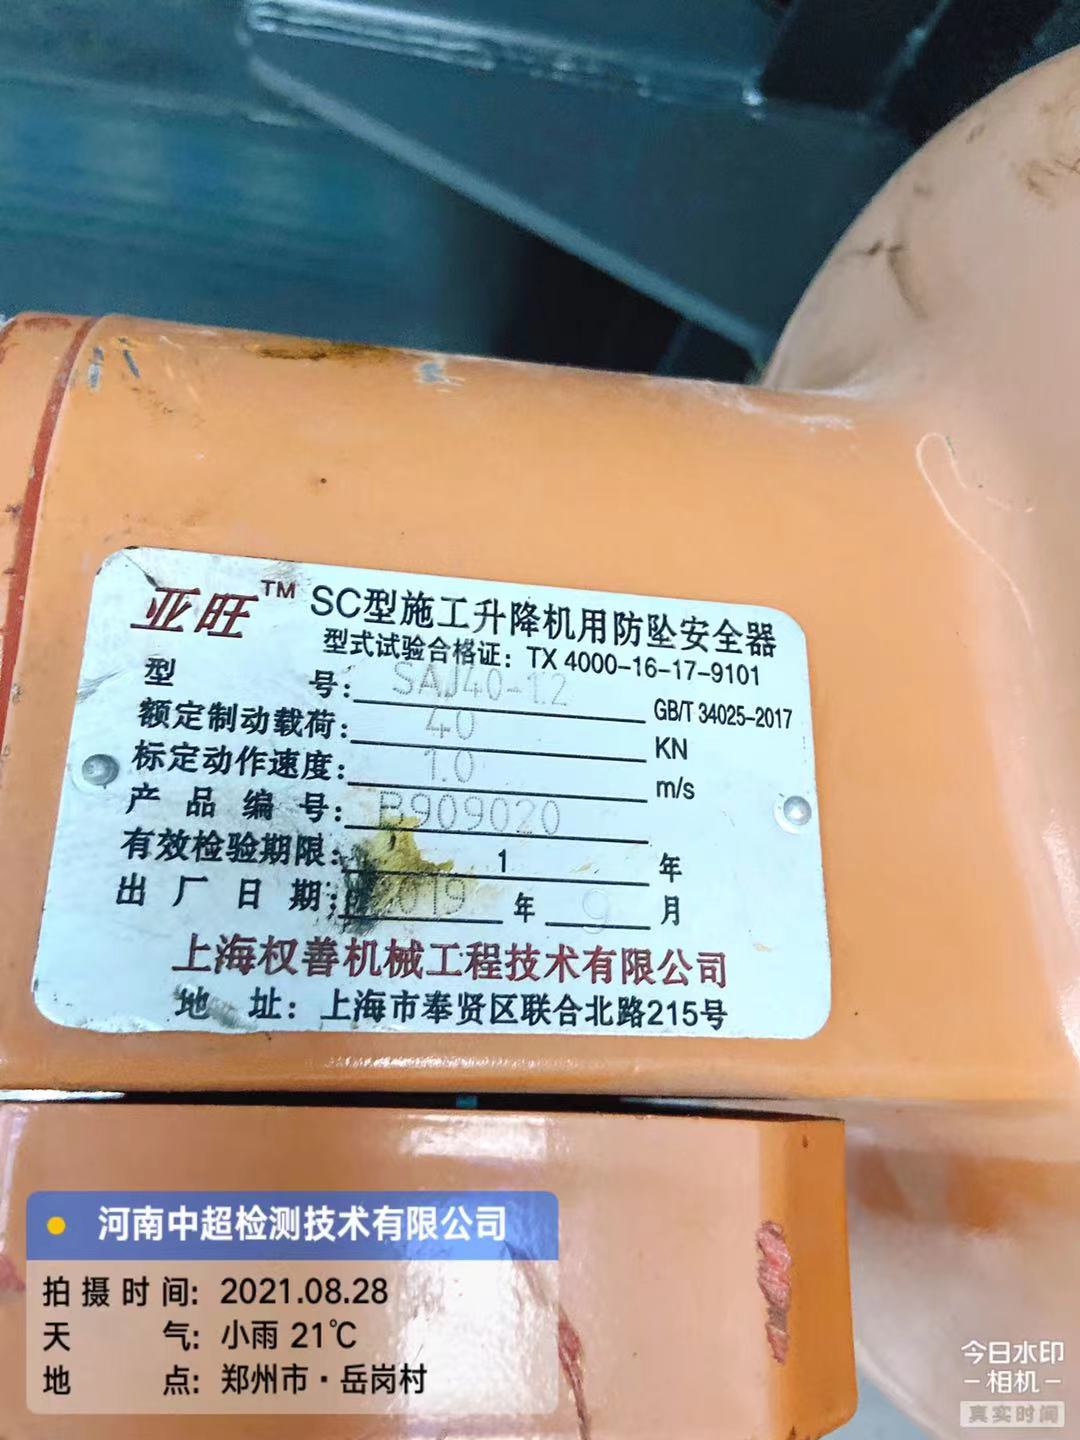 亚旺™ SC型施工升降机用防坠安全器
型式试验合格证：TX 4000-16-17-9101
型 号：SAJ40-1.2 GB/T 34025-2017
额定制动载荷：40 KN
标定动作速度：1.0 m/s
产品编号：B909020
有效检验期限：1 年
出厂日期：2019 年 9 月
上海权善机械工程技术有限公司
地 址：上海市奉贤区联合北路215号
河南中超检测技术有限公司
拍摄时间：2021.08.28
天 气：小雨 21℃
地 点：郑州市·岳岗村
今日水印
-相机-
真实时间